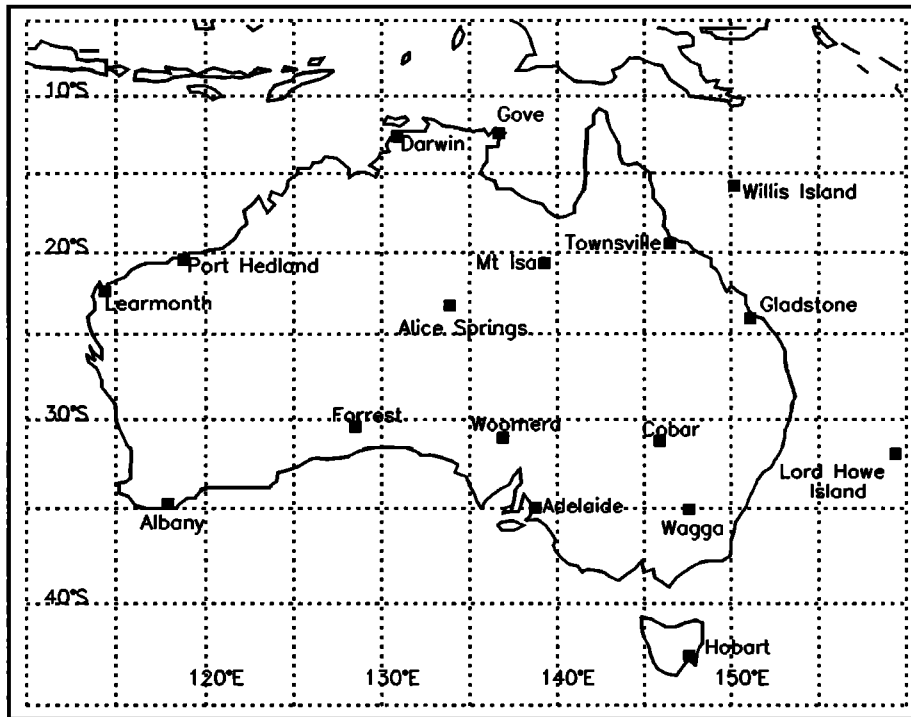 10°S
Gove
Darwin
Willis Island
20°S
Townsville
Port Hedland
Mt Isa
Learmonth
Gladstone
Alice Springs
30°S
Forrest
Woomera
Cobar
Lord Howe
Island
Albany
Adelaide
Wagga
40°S
Hobart
120°E
130°E
140°E
150°E